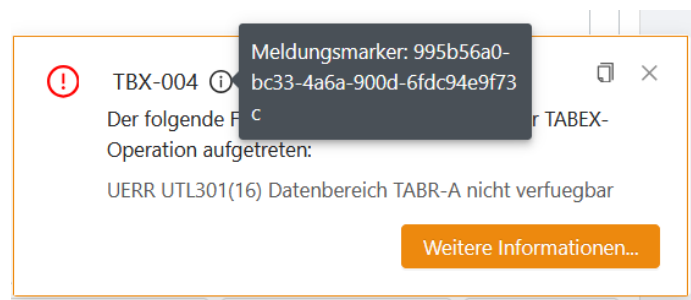 Meldungsmarker: 995b56a0-
bc33-4a6a-900d-6fdc94e9f73
c
TBX-004
Der folgende F r TABEX-
Operation aufgetreten:
UERR UTL301(16) Datenbereich TABR-A nicht verfuegbar
Weitere Informationen...